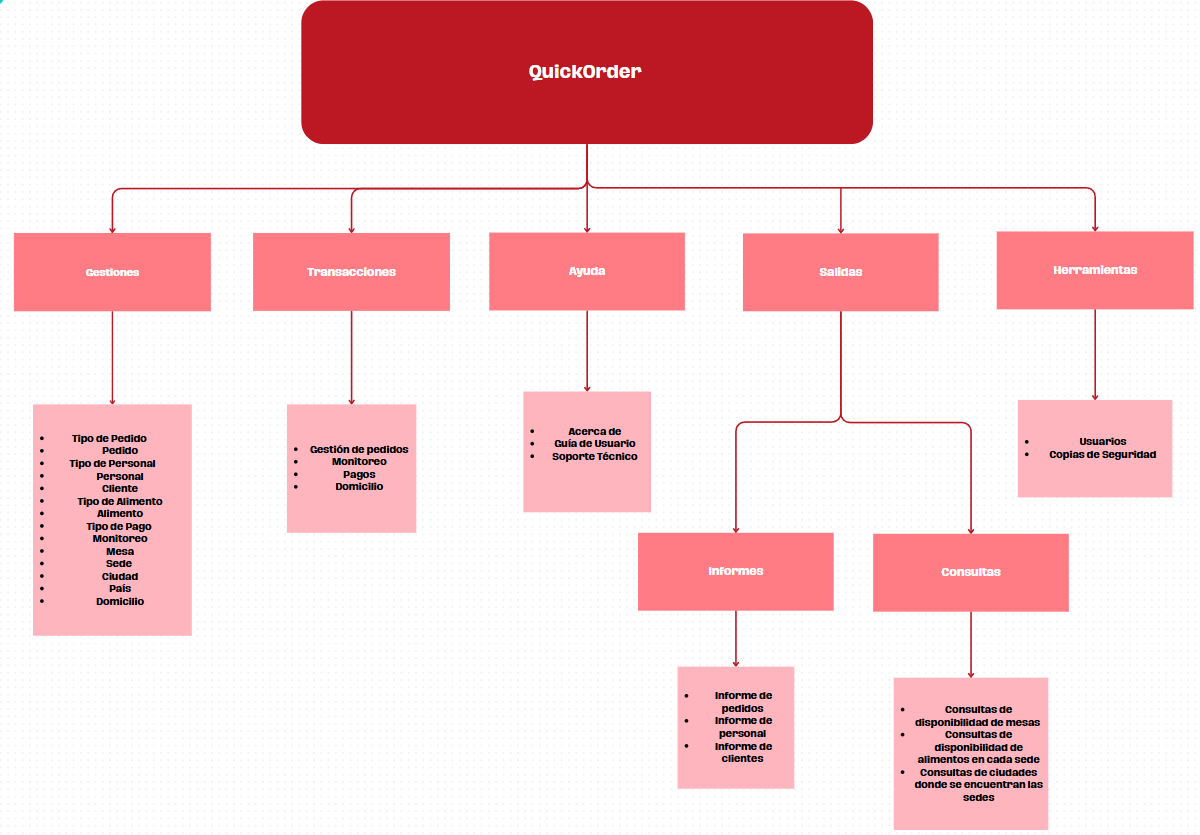 QuickOrder
Gestiones
Transacciones
Ayuda
Salidas
Herramientas
Tipo de Pedido
Pedido
Tipo de Personal
Personal
Cliente
Tipo de Alimento
Alimento
Tipo de Pago
Monitoreo
Mesa
Sede
Ciudad
País
Domicilio
Gestión de pedidos
Monitoreo
Pagos
Domicilio
Acerca de
Guía de Usuario
Soporte Técnico
Usuarios
Copias de Seguridad
Informes
Consultas
Informe de
pedidos
Informe de
personal
Informe de
clientes
Consultas de
disponibilidad de mesas
Consultas de
disponibilidad de
alimentos en cada sede
Consultas de ciudades
donde se encuentran las
sedes